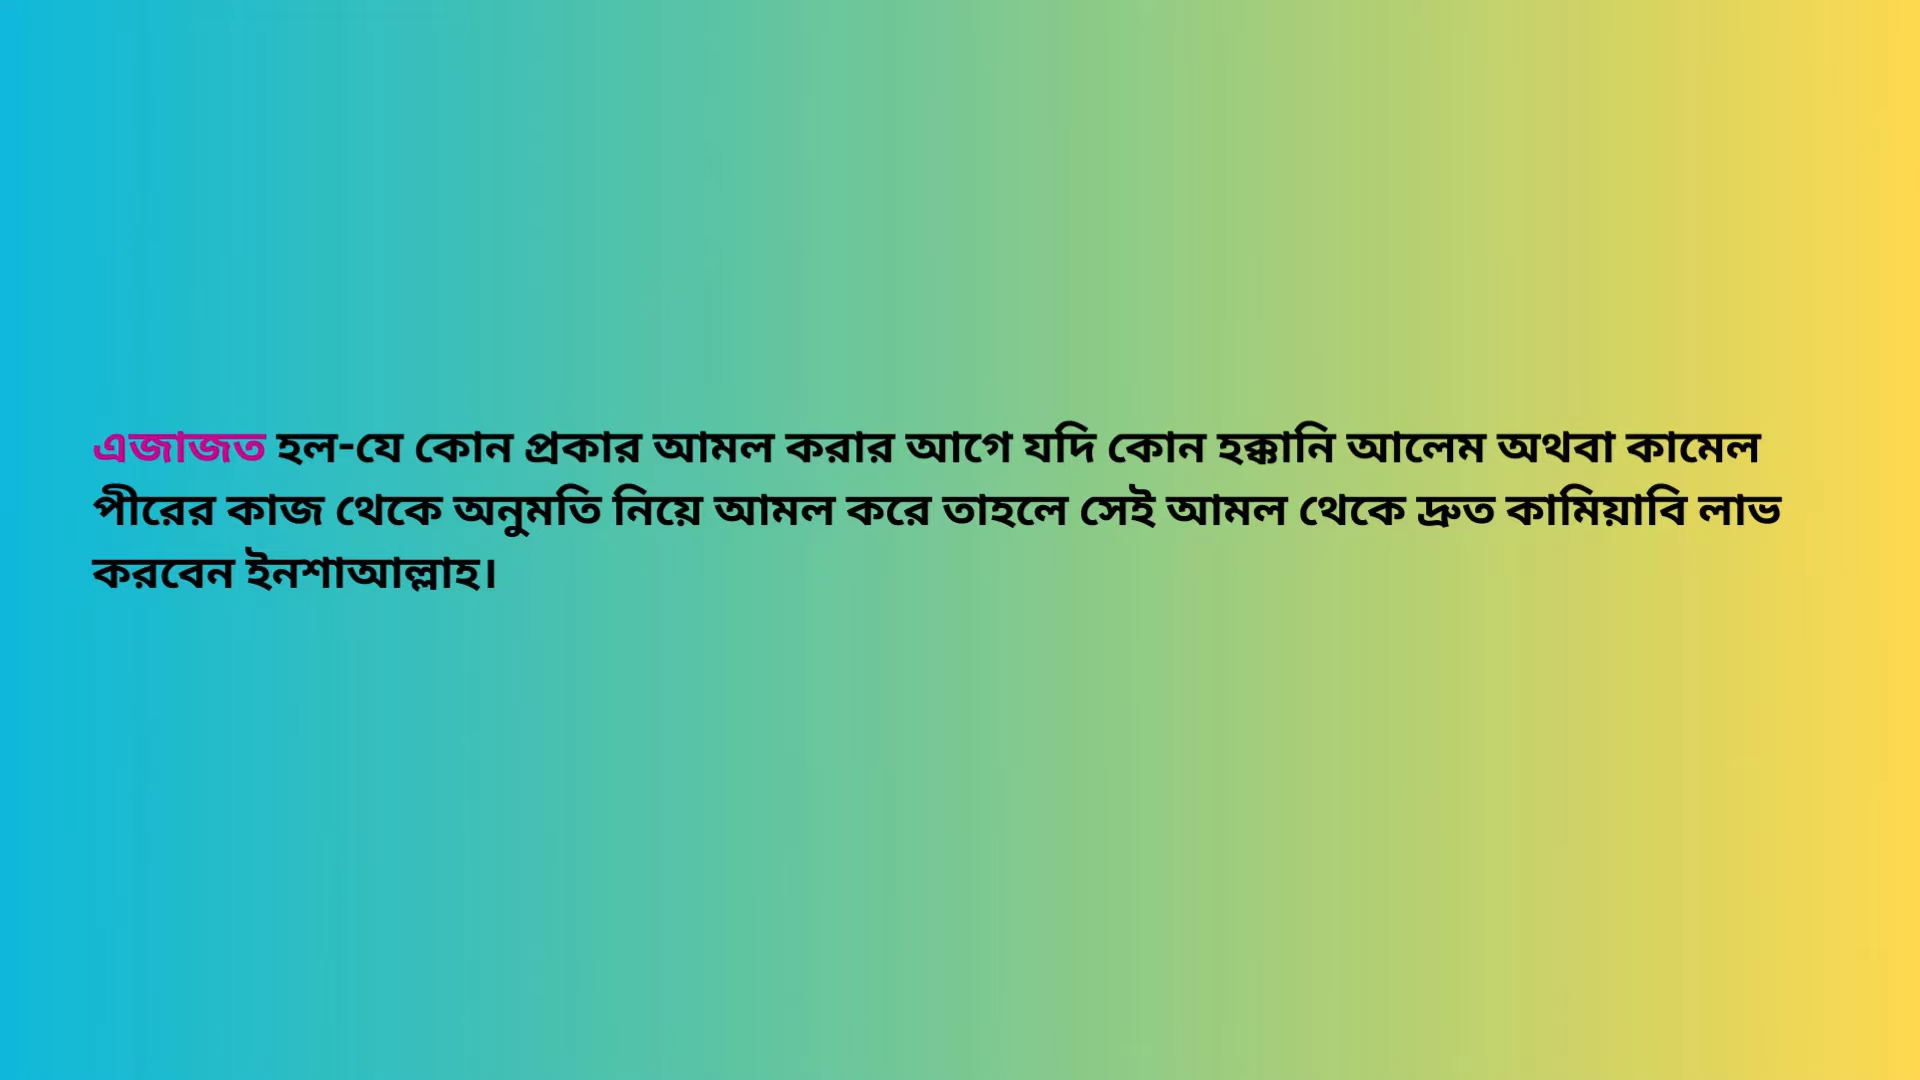 এজাজত হল-যে কোন প্রকার আমল করার আগে যদি কোন হক্কানি আলেম অথবা কামেল
পীরের কাজ থেকে অনুমতি নিয়ে আমল করে তাহলে সেই আমল থেকে দ্রুত কামিয়াবি লাভ
করবেন ইনশাআল্লাহ।